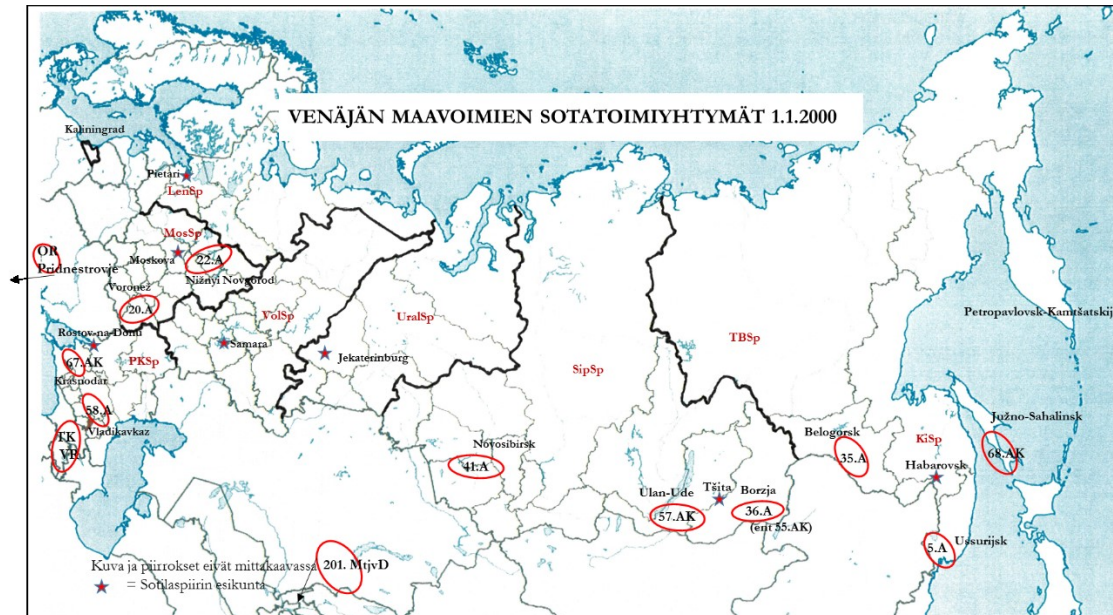 VENÄJÄN MAAVOIMIEN SOTATOIMIYHTYMÄT 1.1.2000
Kaliningrad
Pietari
LenSp
MosSp
OR
Pridnestrovje
Moskova
22.A
Nižnyi Novgorod
Voronež
20.A
VolSp
UralSp
Petropavlovsk-Kamtšatskij
Rostov-na-Donu
Samara
TBSp
67.AK
PKSp
Jekaterinburg
SipSp
Krasnodar
58.A
Vladikavkaz
TK
VR
Novosibirsk
41.A
Belogorsk
35.A
KiSp
Južno-Sahalinsk
68.AK
Habarovsk
Ulan-Ude
57.AK
Tšita
Borzja
36.A
(ent 55.AK)
5.A
Ussurijsk
Kuva ja piirrokset eivät mittakaavassa
201. MtjvD
= Sotilaspiirin esikunta